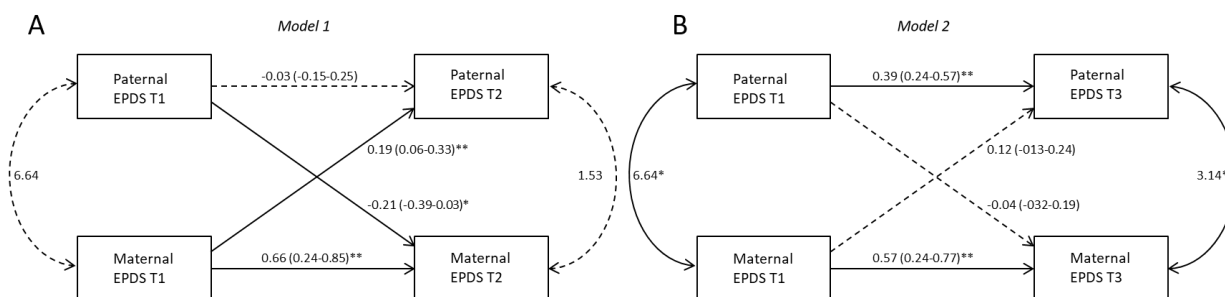 A
Model 1
Paternal
EPDS T1
-0.03 (-0.15-0.25)
Paternal
EPDS T2
6.64
0.19 (0.06-0.33)**
1.53
-0.21 (-0.39-0.03)*
Maternal
EPDS T1
0.66 (0.24-0.85)**
Maternal
EPDS T2
B
Model 2
Paternal
EPDS T1
0.39 (0.24-0.57)**
Paternal
EPDS T3
6.64*
0.12 (-013-0.24)
3.14*
-0.04 (-032-0.19)
Maternal
EPDS T1
0.57 (0.24-0.77)**
Maternal
EPDS T3